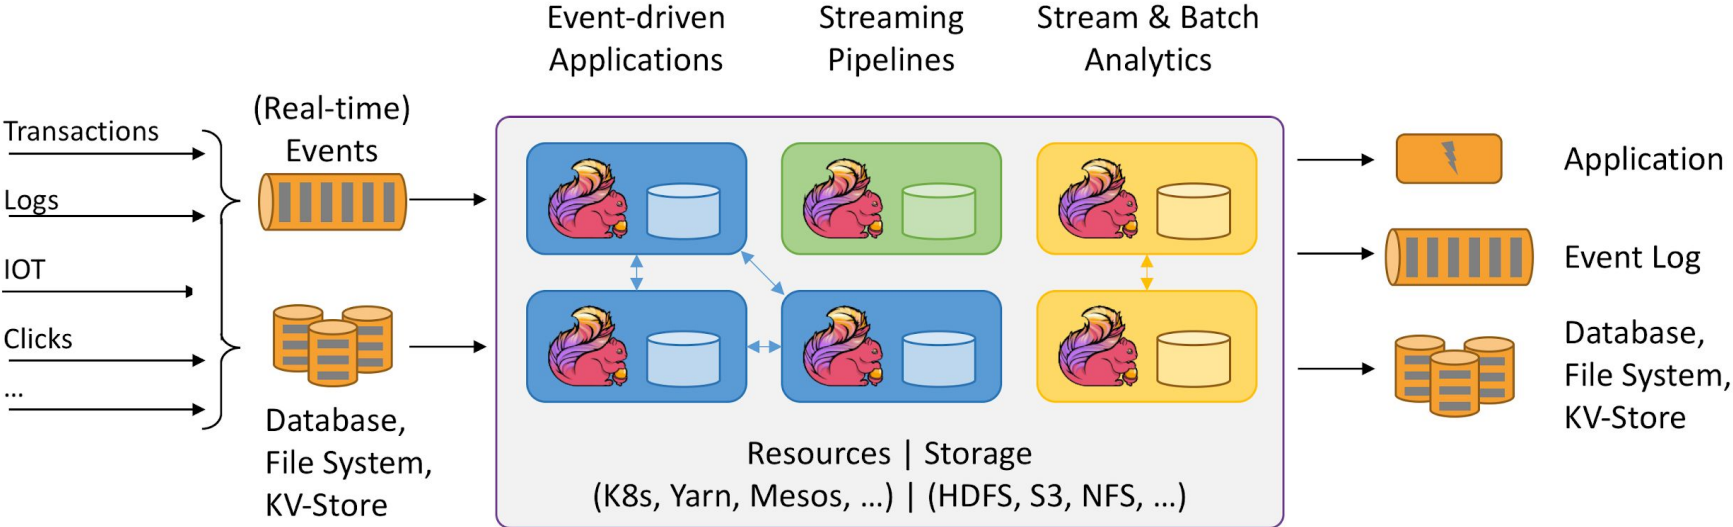 Event-driven
Applications
Streaming
Pipelines
Stream & Batch
Analytics
Transactions
Logs
IOT
Clicks
...
(Real-time)
Events
Database,
File System,
KV-Store
Resources | Storage
(K8s, Yarn, Mesos, ...) | (HDFS, S3, NFS, ...)
Application
Event Log
Database,
File System,
KV-Store